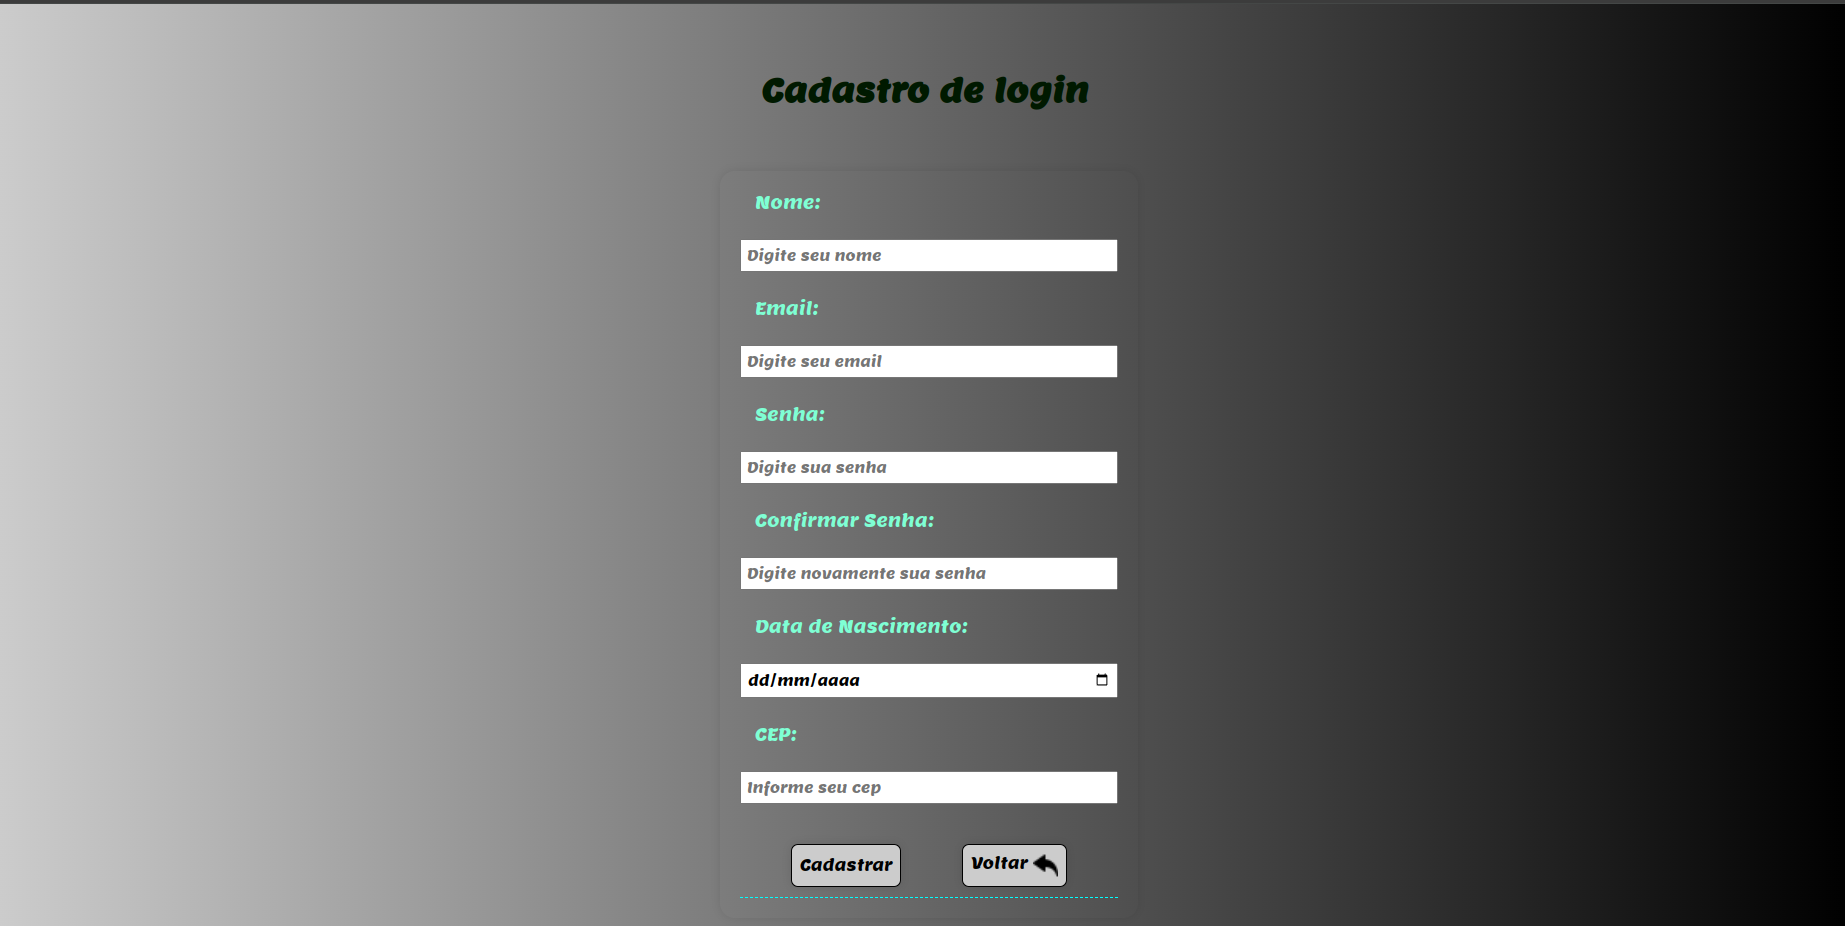 Cadastro de login
Nome:
Digite seu nome
Email:
Digite seu email
Senha:
Digite sua senha
Confirmar Senha:
Digite novamente sua senha
Data de Nascimento:
dd/mm/aaaa
CEP:
Informe seu cep
Cadastrar Voltar